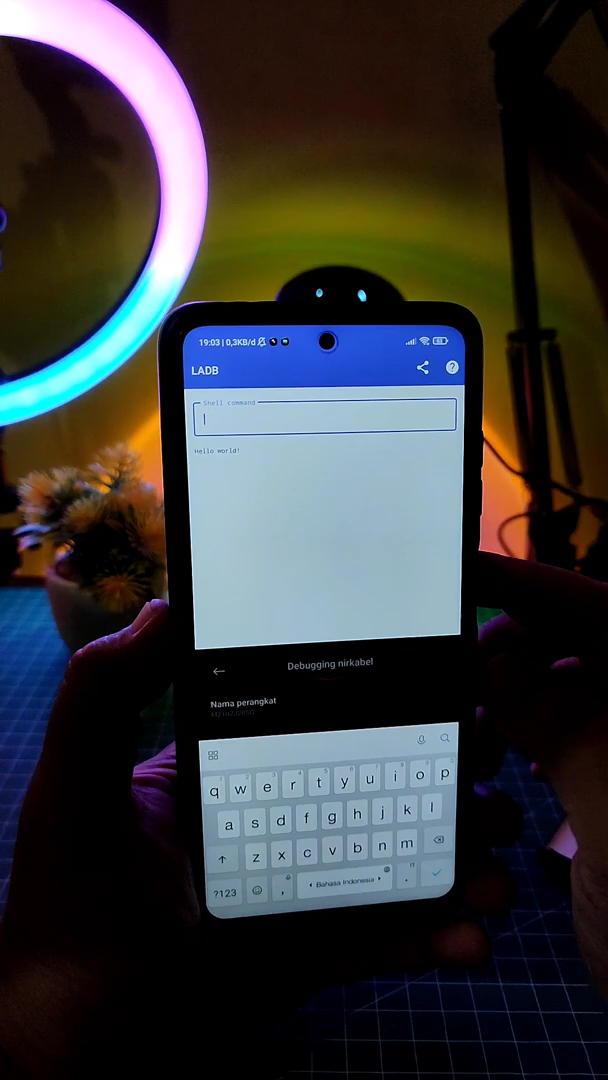 19:03 | 0,3KB/d
LADB
Shell command
Hello world!
Debugging nirkabel
Nama perangkat
q w e r t y u i o p
a s d f g h j k l
z x c v b n m
?123 , Bahasa Indonesia .